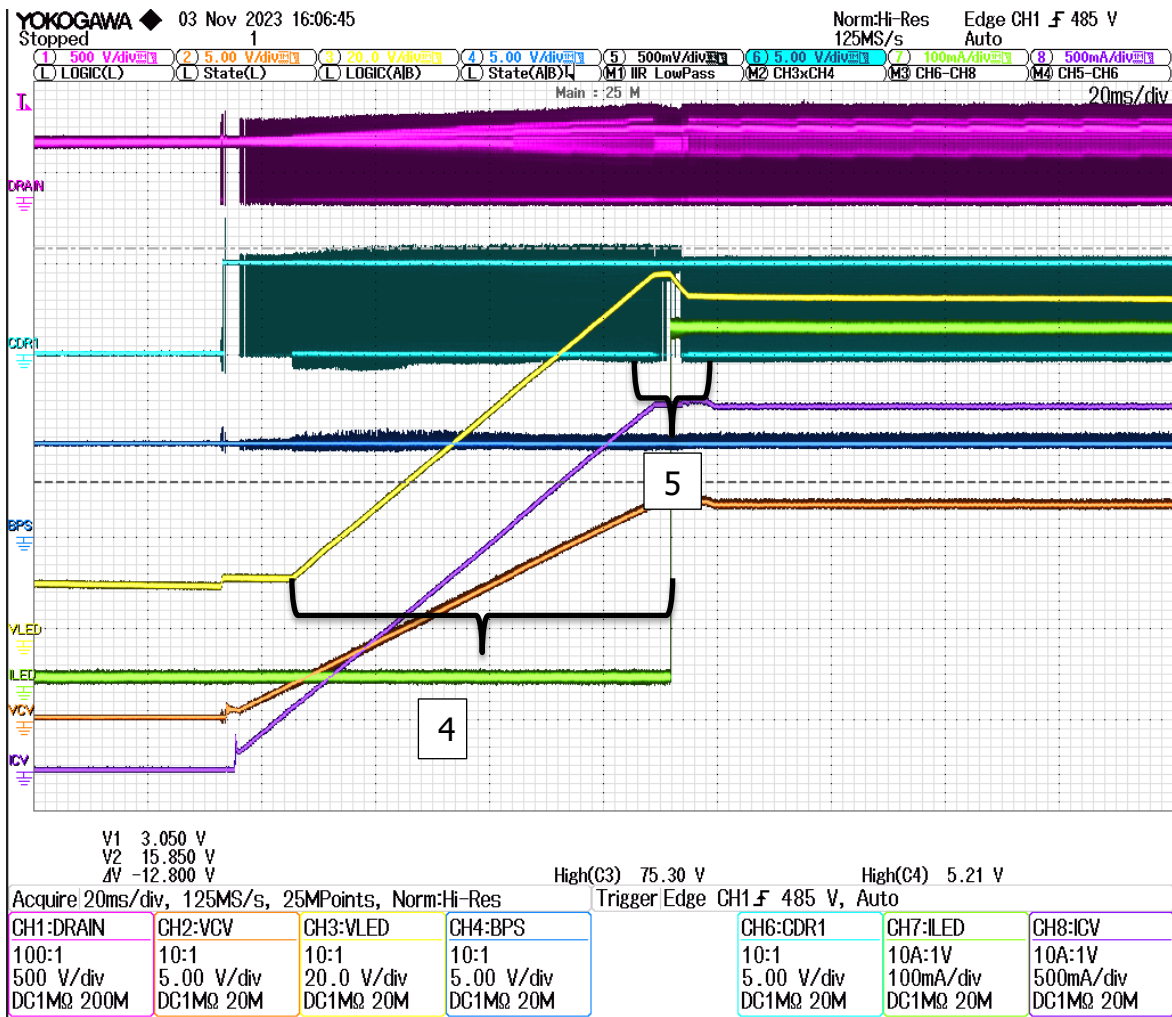 YOKOGAWA ◆ 03 Nov 2023 16:06:45 Norm:Hi-Res Edge CH1 ⨍ 485 V
Stopped 1 125MS/s Auto
1 500 V/div 2 5.00 V/div 3 20.0 V/div 4 5.00 V/div 5 500mV/div 6 5.00 V/div 7 100mA/div 8 500mA/div
L LOGIC(L) L State(L) L LOGIC(A|B) L State(A|B) M1 IIR LowPass M2 CH3xCH4 M3 CH6-CH8 M4 CH5-CH6
Main : 25 M 20ms/div
DRAIN
CDR1
5
BPS
VLED
ILED
VCV
4
ICV
V1 3.050 V
V2 15.850 V
ΔV -12.800 V High(C3) 75.30 V High(C4) 5.21 V
Acquire 20ms/div, 125MS/s, 25MPoints, Norm:Hi-Res Trigger Edge CH1 ⨍ 485 V, Auto
CH1:DRAIN CH2:VCV CH3:VLED CH4:BPS CH6:CDR1 CH7:ILED CH8:ICV
100:1 10:1 10:1 10:1 10:1 10A:1V 10A:1V
500 V/div 5.00 V/div 20.0 V/div 5.00 V/div 5.00 V/div 100mA/div 500mA/div
DC1MΩ 200M DC1MΩ 20M DC1MΩ 20M DC1MΩ 20M DC1MΩ 20M DC1MΩ 20M DC1MΩ 20M